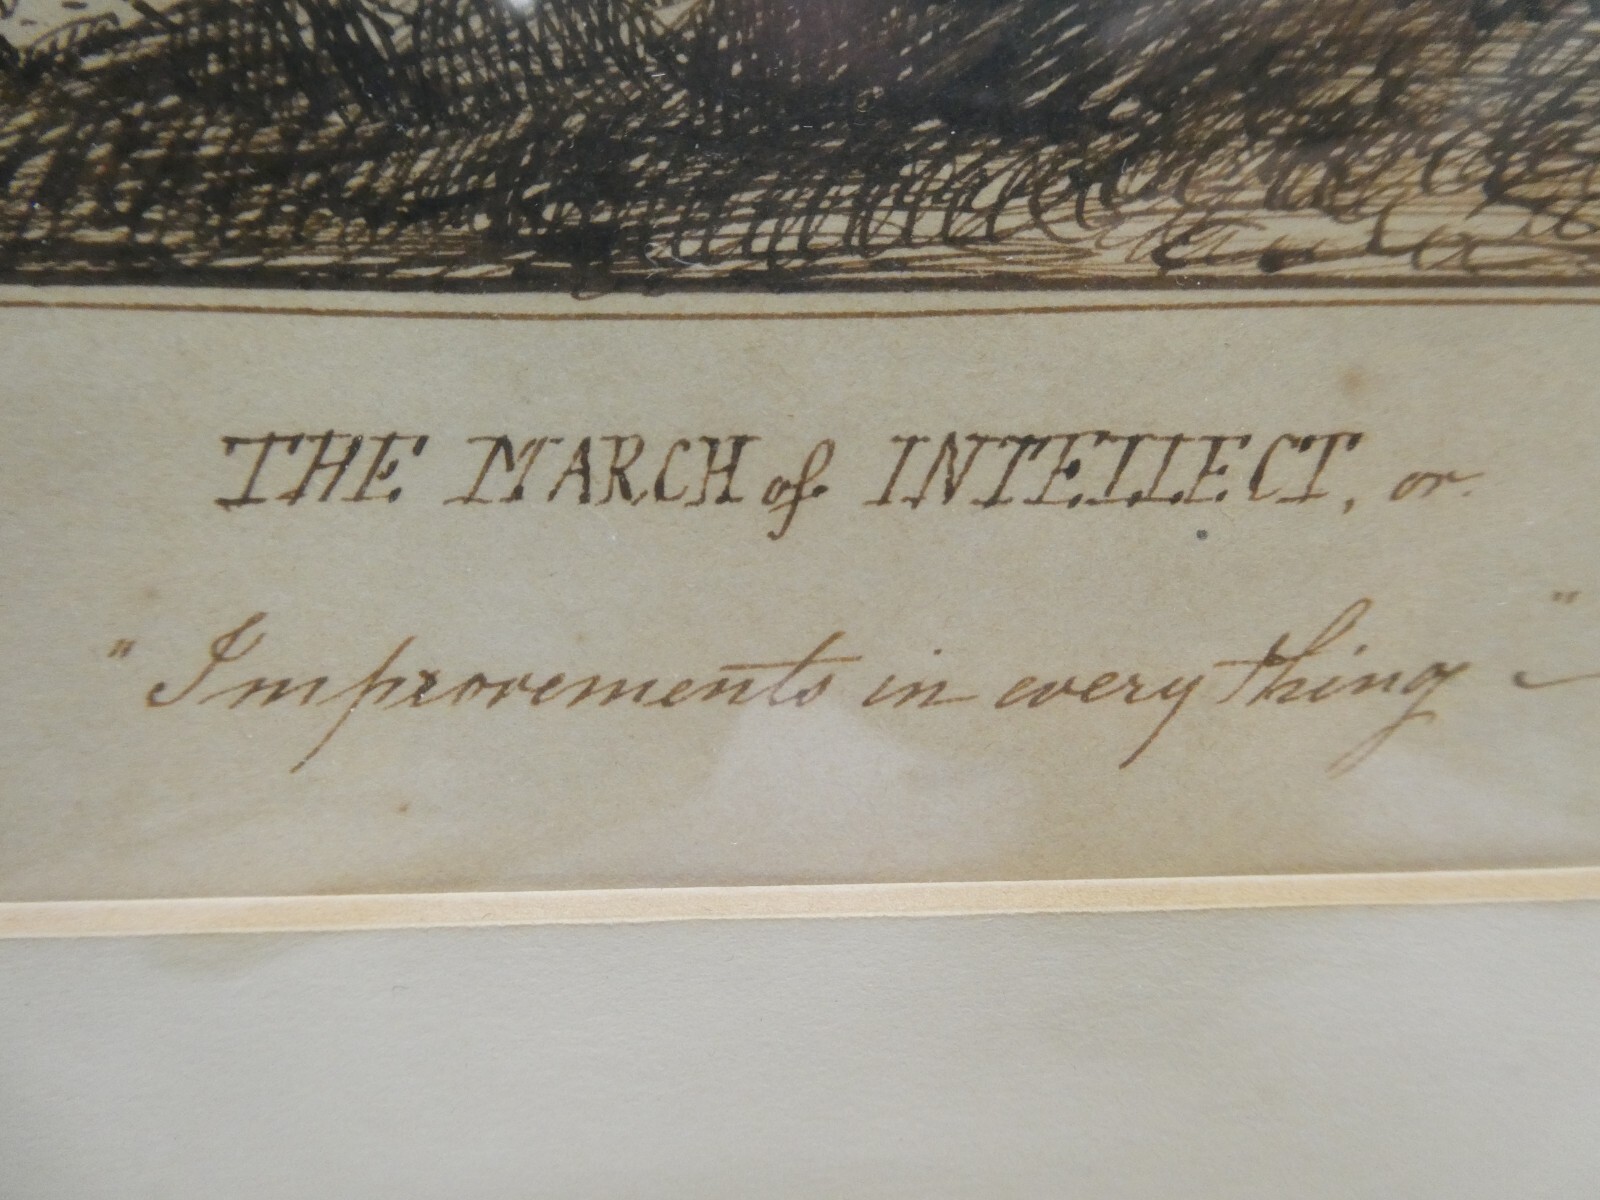 THE MARCH of INTELLECT, or
"Improvements in every thing"